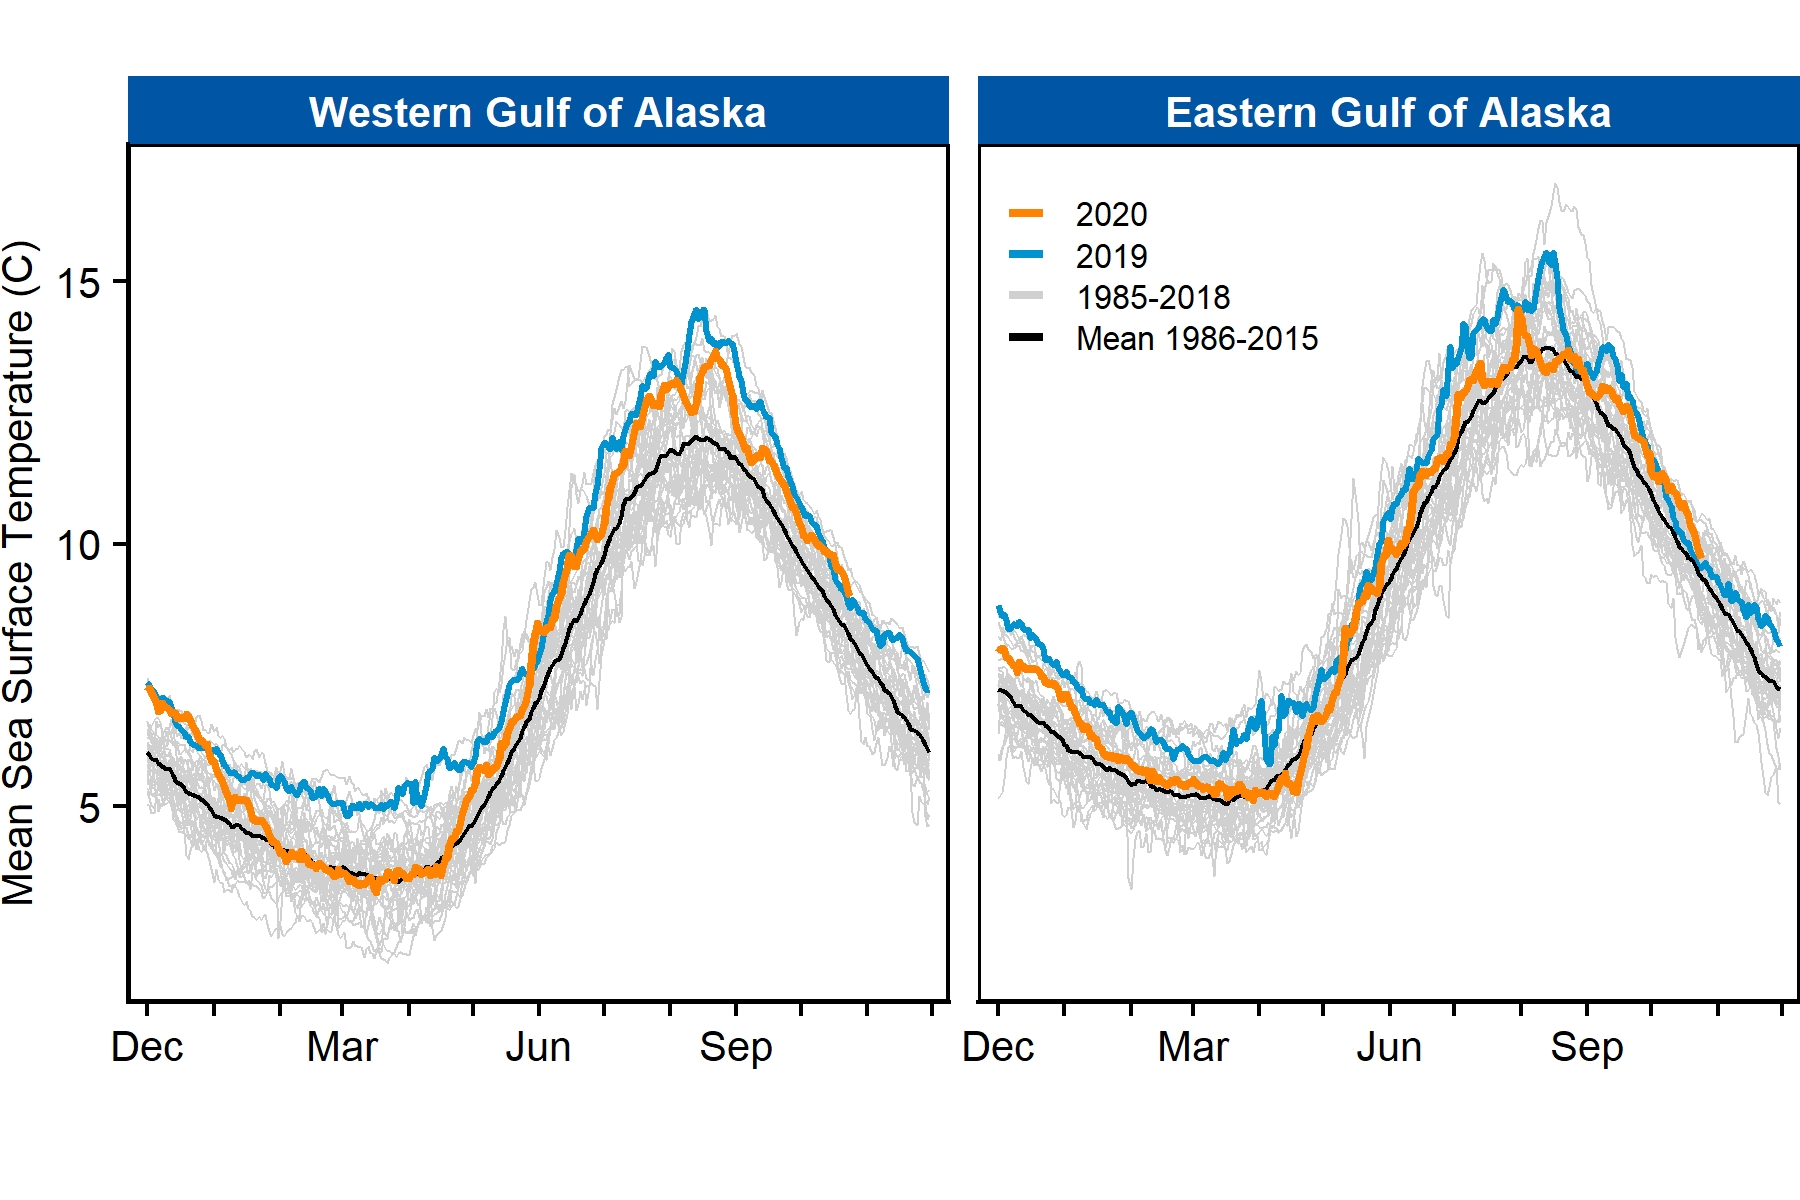 Western Gulf of Alaska
Eastern Gulf of Alaska
Mean Sea Surface Temperature (C)
15
10
5
2020
2019
1985-2018
Mean 1986-2015
Dec Mar Jun Sep
Dec Mar Jun Sep